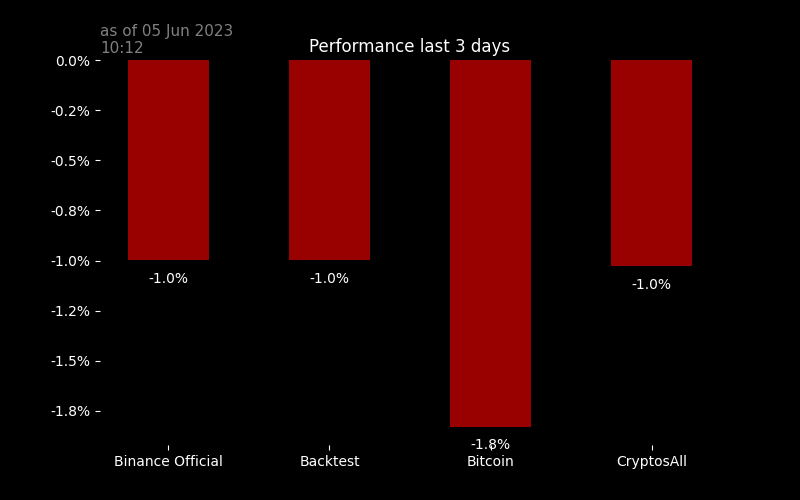 as of 05 Jun 2023
10:12
Performance last 3 days
0.0%
-0.2%
-0.5%
-0.8%
-1.0%
-1.2%
-1.5%
-1.8%
-1.0%
-1.0%
-1.8%
-1.0%
Binance Official
Backtest
Bitcoin
CryptosAll